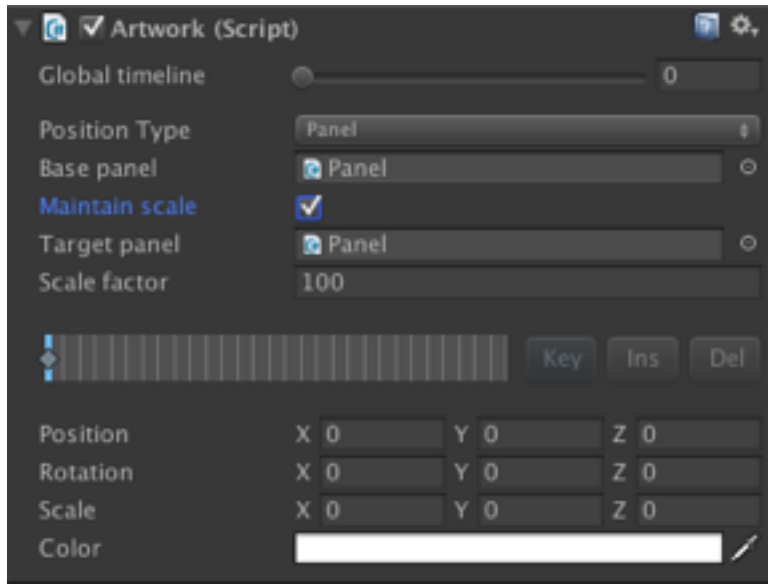 Artwork (Script)
Global timeline 0
Position Type Panel
Base panel Panel
Maintain scale
Target panel Panel
Scale factor 100
Key Ins Del
Position X 0 Y 0 Z 0
Rotation X 0 Y 0 Z 0
Scale X 0 Y 0 Z 0
Color